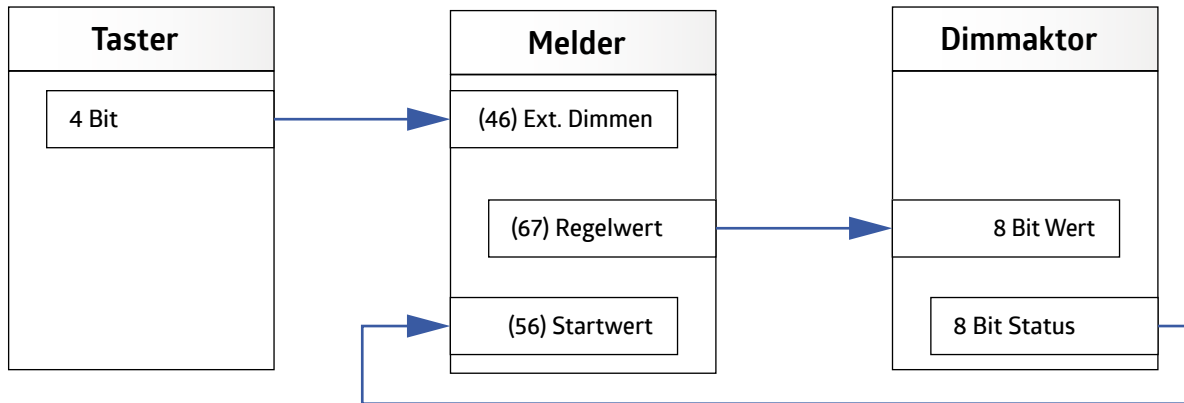 Taster
4 Bit
Melder
(46) Ext. Dimmen
(67) Regelwert
(56) Startwert
Dimmaktor
8 Bit Wert
8 Bit Status